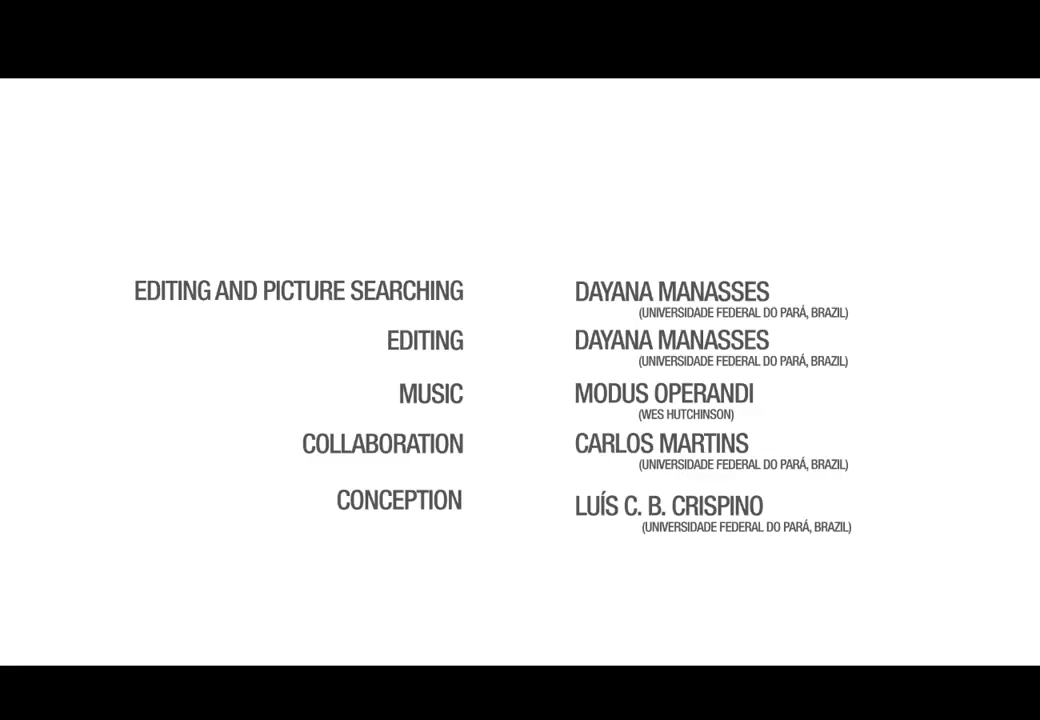 EDITING AND PICTURE SEARCHING DAYANA MANASSES
(UNIVERSIDADE FEDERAL DO PARÁ, BRAZIL)
EDITING DAYANA MANASSES
(UNIVERSIDADE FEDERAL DO PARÁ, BRAZIL)
MUSIC MODUS OPERANDI
(WES HUTCHINSON)
COLLABORATION CARLOS MARTINS
(UNIVERSIDADE FEDERAL DO PARÁ, BRAZIL)
CONCEPTION LUÍS C. B. CRISPINO
(UNIVERSIDADE FEDERAL DO PARÁ, BRAZIL)